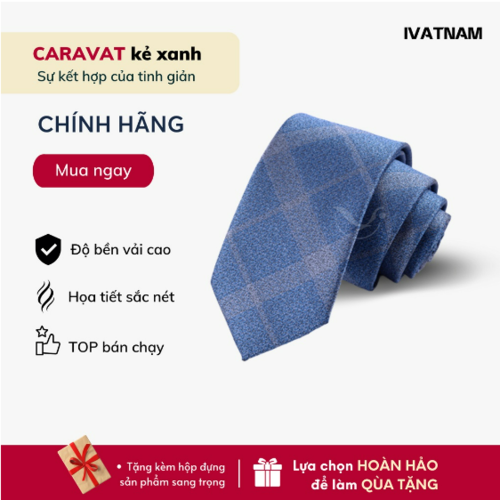 IVATNAM
CARAVAT kẻ xanh
Sự kết hợp của tinh giản
CHÍNH HÃNG
Mua ngay
Độ bền vải cao
Họa tiết sắc nét
TOP bán chạy
• Tặng kèm hộp đựng
sản phẩm sang trọng
Lựa chọn HOÀN HẢO
để làm QÙA TẶNG